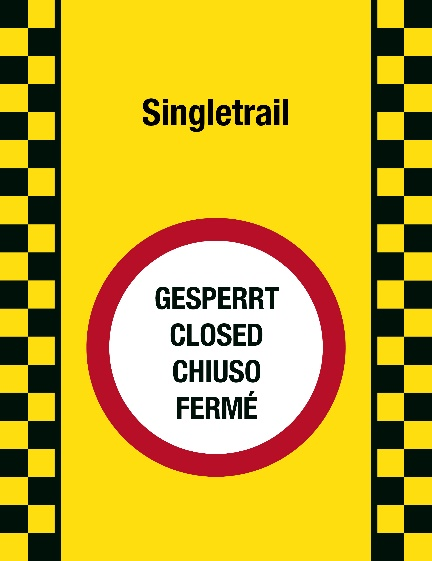 Singletrail
GESPERRT
CLOSED
CHIUSO
FERMÉ